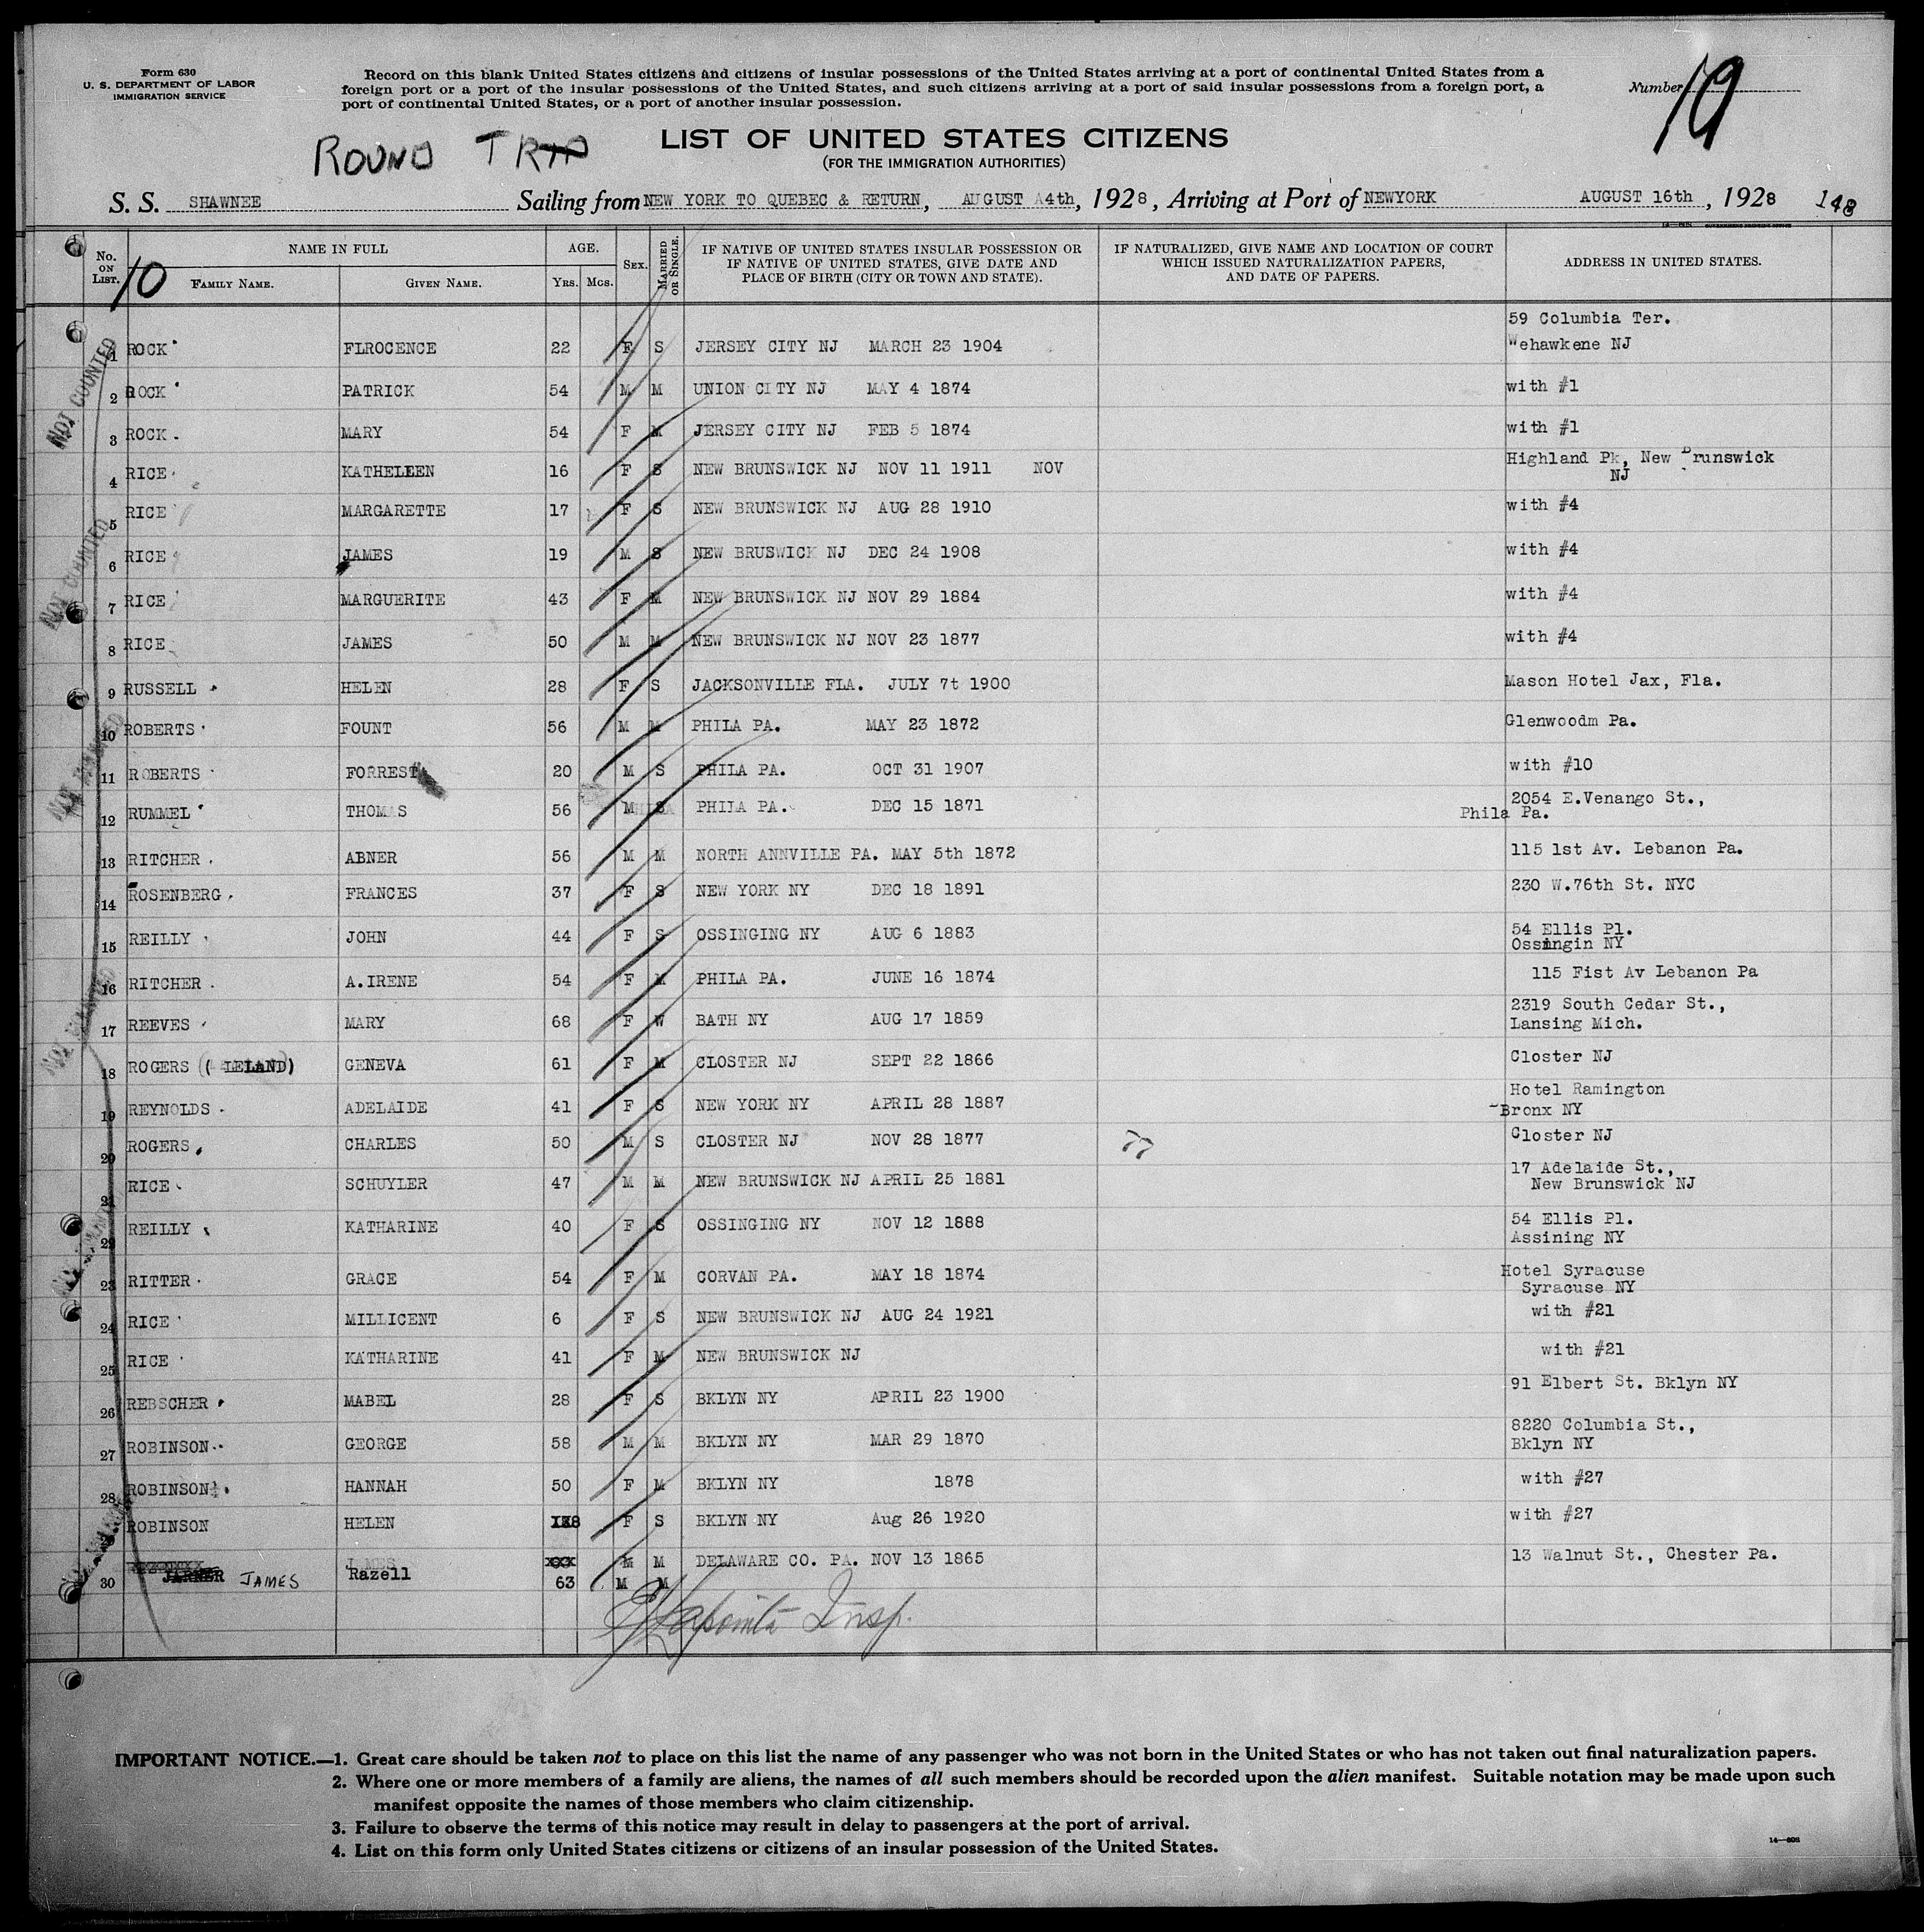 Form 630
U. S. DEPARTMENT OF LABOR
IMMIGRATION SERVICE
Record on this blank United States citizens and citizens of insular possessions of the United States arriving at a port of continental United States from a
foreign port or a port of the insular possessions of the United States, and such citizens arriving at a port of said insular possessions from a foreign port, a
port of continental United States, or a port of another insular possession.
Number 19
ROUND TRIP
LIST OF UNITED STATES CITIZENS
(FOR THE IMMIGRATION AUTHORITIES)
S. S. SHAWNEE Sailing from NEW YORK TO QUEBEC & RETURN, AUGUST 4th, 1928, Arriving at Port of NEWYORK AUGUST 16th, 1928 148
No. ON LIST. 10 NAME IN FULL FAMILY NAME. GIVEN NAME. AGE. YRS. MOS. SEX. MARRIED OR SINGLE. IF NATIVE OF UNITED STATES INSULAR POSSESSION OR IF NATIVE OF UNITED STATES, GIVE DATE AND PLACE OF BIRTH (CITY OR TOWN AND STATE). IF NATURALIZED, GIVE NAME AND LOCATION OF COURT WHICH ISSUED NATURALIZATION PAPERS, AND DATE OF PAPERS. ADDRESS IN UNITED STATES.
59 Columbia Ter.
1 ROCK FLROCENCE 22 F S JERSEY CITY NJ MARCH 23 1904 Wehawkene NJ
2 ROCK PATRICK 54 M M UNION CITY NJ MAY 4 1874 with #1
3 ROCK. MARY 54 F M JERSEY CITY NJ FEB 5 1874 with #1
4 RICE KATHELEEN 16 F S NEW BRUNSWICK NJ NOV 11 1911 NOV Highland Pk, New Brunswick
NJ
5 RICE MARGARETTE 17 F S NEW BRUNSWICK NJ AUG 28 1910 with #4
6 RICE JAMES 19 M S NEW BRUSWICK NJ DEC 24 1908 with #4
7 RICE MARGUERITE 43 F M NEW BRUNSWICK NJ NOV 29 1884 with #4
8 RICE JAMES 50 M M NEW BRUNSWICK NJ NOV 23 1877 with #4
9 RUSSELL HELEN 28 F S JACKSONVILLE FLA. JULY 7t 1900 Mason Hotel Jax, Fla.
10 ROBERTS FOUNT 56 M M PHILA PA. MAY 23 1872 Glenwoodm Pa.
11 ROBERTS FORREST 20 M S PHILA PA. OCT 31 1907 with #10
12 RUMMEL THOMAS 56 M S PHILA PA. DEC 15 1871 2054 E.Venango St.,
Phila Pa.
13 RITCHER. ABNER 56 M M NORTH ANNVILLE PA. MAY 5th 1872 115 1st Av. Lebanon Pa.
14 ROSENBERG. FRANCES 37 F S NEW YORK NY DEC 18 1891 230 W.76th St. NYC
15 REILLY JOHN 44 F S OSSINGING NY AUG 6 1883 54 Ellis Pl.
Ossingin NY
16 RITCHER. A.IRENE 54 F M PHILA PA. JUNE 16 1874 115 Fist Av Lebanon Pa
17 REEVES MARY 68 F W BATH NY AUG 17 1859 2319 South Cedar St.,
Lansing Mich.
18 ROGERS (LELAND) GENEVA 61 F M CLOSTER NJ SEPT 22 1866 Closter NJ
19 REYNOLDS. ADELAIDE 41 F S NEW YORK NY APRIL 28 1887 Hotel Ramington
Bronx NY
20 ROGERS CHARLES 50 M S CLOSTER NJ NOV 28 1877 Closter NJ
21 RICE SCHUYLER 47 M M NEW BRUNSWICK NJ APRIL 25 1881 17 Adelaide St.,
New Brunswick NJ
22 REILLY KATHARINE 40 F S OSSINGING NY NOV 12 1888 54 Ellis Pl.
Assining NY
23 RITTER. GRACE 54 F M CORVAN PA. MAY 18 1874 Hotel Syracuse
Syracuse NY
24 RICE MILLICENT 6 F S NEW BRUNSWICK NJ AUG 24 1921 with #21
25 RICE KATHARINE 41 F M NEW BRUNSWICK NJ with #21
26 REBSCHER MABEL 28 F S BKLYN NY APRIL 23 1900 91 Elbert St. Bklyn NY
27 ROBINSON GEORGE 58 M M BKLYN NY MAR 29 1870 8220 Columbia St.,
Bklyn NY
28 ROBINSON HANNAH 50 F M BKLYN NY 1878 with #27
29 ROBINSON HELEN F S BKLYN NY Aug 26 1920 with #27
JAMES xxx M M DELAWARE CO. PA. NOV 13 1865 13 Walnut St., Chester Pa.
30 JAMES Razell 63 M M
Insp.
NOT COUNTED
NOT COUNTED
NOT COUNTED
NOT COUNTED
IMPORTANT NOTICE.—1. Great care should be taken not to place on this list the name of any passenger who was not born in the United States or who has not taken out final naturalization papers.
2. Where one or more members of a family are aliens, the names of all such members should be recorded upon the alien manifest. Suitable notation may be made upon such
manifest opposite the names of those members who claim citizenship.
3. Failure to observe the terms of this notice may result in delay to passengers at the port of arrival.
4. List on this form only United States citizens or citizens of an insular possession of the United States.